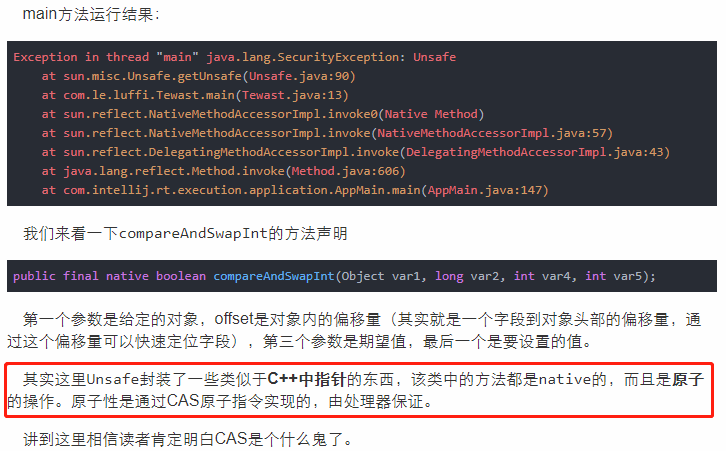 main方法运行结果：
Exception in thread "main" java.lang.SecurityException: Unsafe
at sun.misc.Unsafe.getUnsafe(Unsafe.java:90)
at com.le.luffi.Tewast.main(Tewast.java:13)
at sun.reflect.NativeMethodAccessorImpl.invoke0(Native Method)
at sun.reflect.NativeMethodAccessorImpl.invoke(NativeMethodAccessorImpl.java:57)
at sun.reflect.DelegatingMethodAccessorImpl.invoke(DelegatingMethodAccessorImpl.java:43)
at java.lang.reflect.Method.invoke(Method.java:606)
at com.intellij.rt.execution.application.AppMain.main(AppMain.java:147)
我们来看一下compareAndSwapInt的方法声明
public final native boolean compareAndSwapInt(Object var1, long var2, int var4, int var5);
第一个参数是给定的对象，offset是对象内的偏移量（其实就是一个字段到对象头部的偏移量，通
过这个偏移量可以快速定位字段），第三个参数是期望值，最后一个是要设置的值。
其实这里Unsafe封装了一些类似于C++中指针的东西，该类中的方法都是native的，而且是原子
的操作。原子性是通过CAS原子指令实现的，由处理器保证。
讲到这里相信读者肯定明白CAS是个什么鬼了。